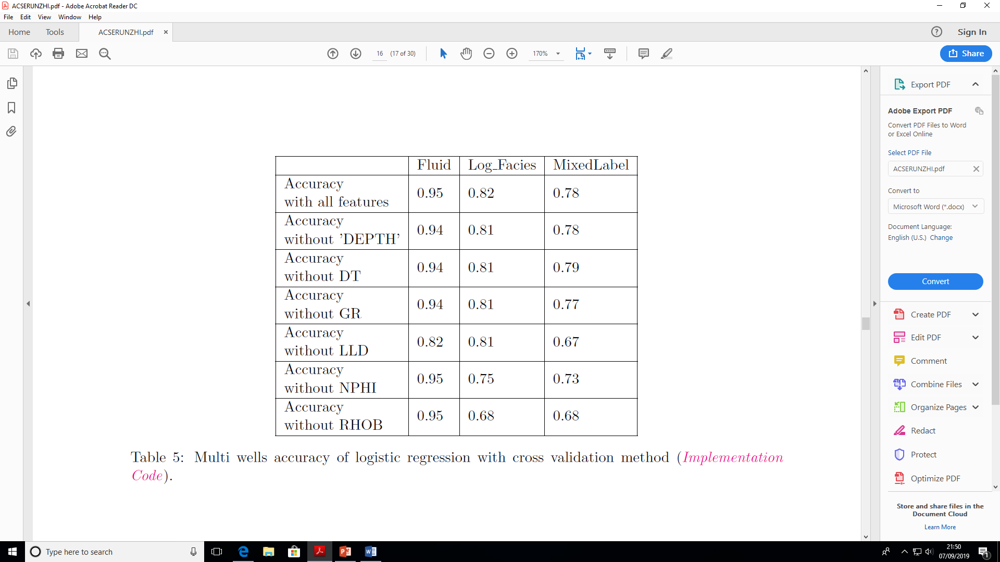 ACSERUNZHI.pdf - Adobe Acrobat Reader DC
File Edit View Window Help
Home Tools ACSERUNZHI.pdf × Sign In
16 (17 of 30) 170% Share
Fluid Log_Facies MixedLabel
Accuracy
with all features 0.95 0.82 0.78
Accuracy
without 'DEPTH' 0.94 0.81 0.78
Accuracy
without DT 0.94 0.81 0.79
Accuracy
without GR 0.94 0.81 0.77
Accuracy
without LLD 0.82 0.81 0.67
Accuracy
without NPHI 0.95 0.75 0.73
Accuracy
without RHOB 0.95 0.68 0.68
Table 5: Multi wells accuracy of logistic regression with cross validation method (Implementation
Code).
Export PDF
Adobe Export PDF
Convert PDF Files to Word
or Excel Online
Select PDF File
ACSERUNZHI.pdf
Convert to
Microsoft Word (*.docx)
Document Language:
English (U.S.) Change
Convert
Create PDF
Edit PDF
Comment
Combine Files
Organize Pages
Redact
Protect
Optimize PDF
Store and share files in the
Document Cloud
Learn More
Type here to search
21:50
07/09/2019
1